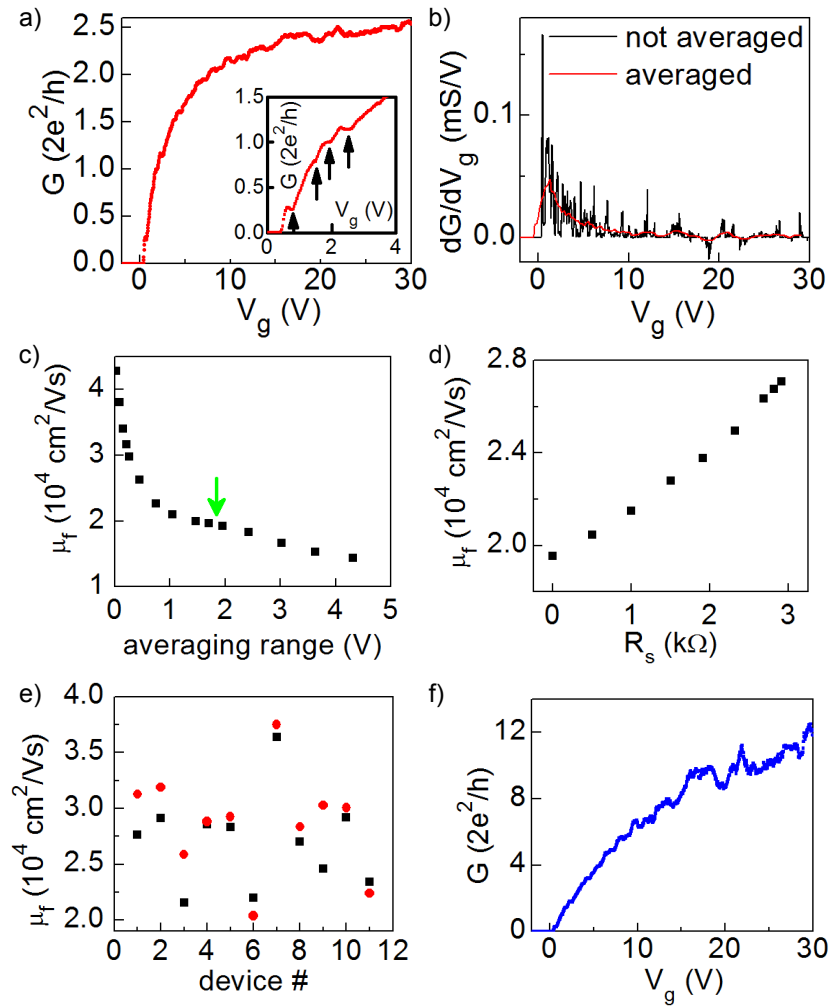 a)
G (2e²/h)
2.5
2.0
1.5
1.0
0.5
0.0
0 10 20 30
V_g (V)
G (2e²/h)
1.5
1.0
0.5
0.0
0 2 4
V_g (V)
b)
not averaged
averaged
dG/dV_g (mS/V)
0.1
0.0
0 10 20 30
V_g (V)
c)
μ_f (10⁴ cm²/Vs)
4
3
2
1
0 1 2 3 4 5
averaging range (V)
d)
μ_f (10⁴ cm²/Vs)
2.8
2.4
2.0
0 1 2 3
R_s (kΩ)
e)
μ_f (10⁴ cm²/Vs)
4.0
3.5
3.0
2.5
2.0
0 2 4 6 8 10 12
device #
f)
G (2e²/h)
12
8
4
0
0 10 20 30
V_g (V)